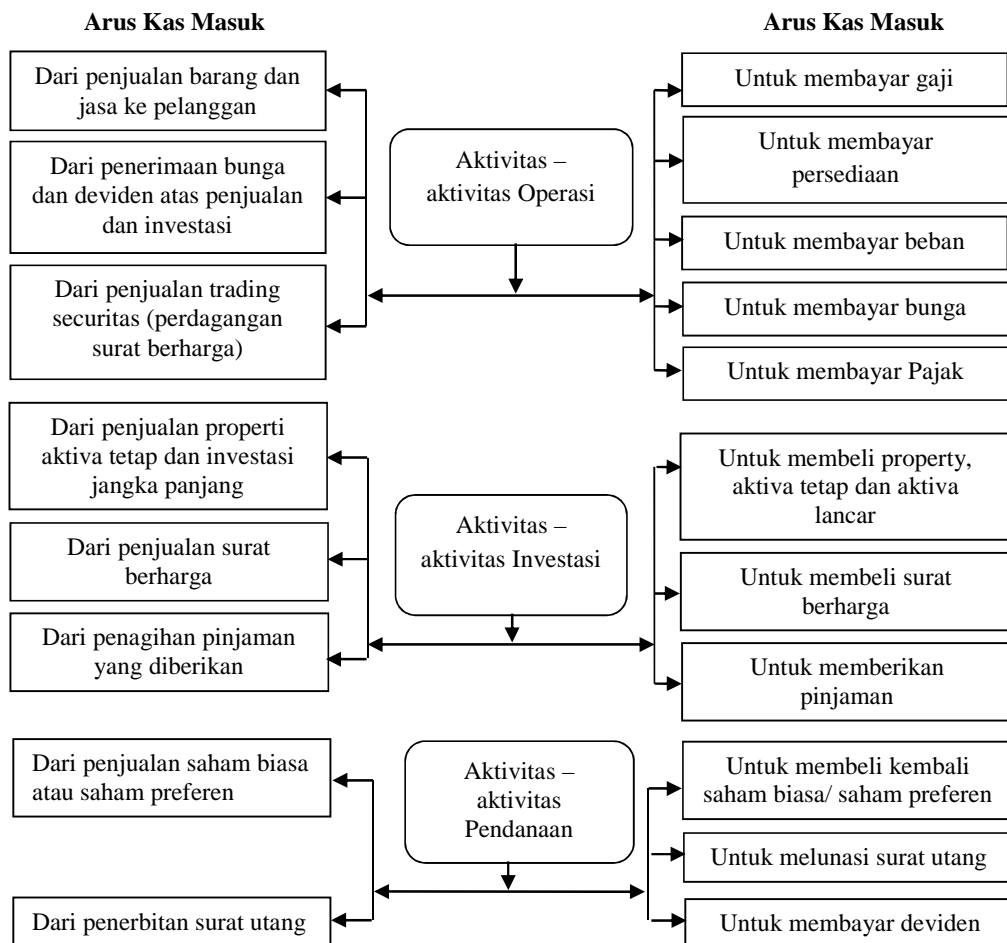 Arus Kas Masuk
Arus Kas Masuk
Dari penjualan barang dan
jasa ke pelanggan
Dari penerimaan bunga
dan deviden atas penjualan
dan investasi
Dari penjualan trading
securitas (perdagangan
surat berharga)
Aktivitas –
aktivitas Operasi
Untuk membayar gaji
Untuk membayar
persediaan
Untuk membayar beban
Untuk membayar bunga
Untuk membayar Pajak
Dari penjualan properti
aktiva tetap dan investasi
jangka panjang
Dari penjualan surat
berharga
Dari penagihan pinjaman
yang diberikan
Aktivitas –
aktivitas Investasi
Untuk membeli property,
aktiva tetap dan aktiva
lancar
Untuk membeli surat
berharga
Untuk memberikan
pinjaman
Dari penjualan saham biasa
atau saham preferen
Dari penerbitan surat utang
Aktivitas –
aktivitas
Pendanaan
Untuk membeli kembali
saham biasa/ saham preferen
Untuk melunasi surat utang
Untuk membayar deviden